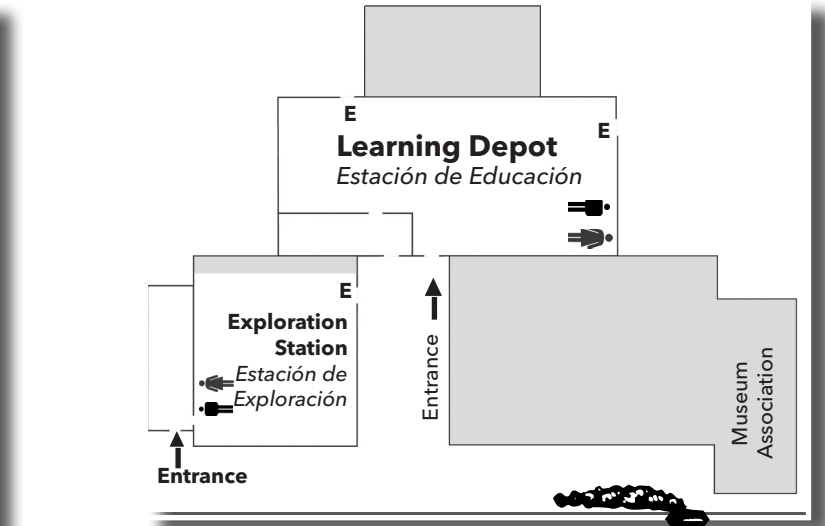 E
E
Learning Depot
Estación de Educación
E
Exploration
Station
Estación de
Exploración
Entrance
Entrance
Museum
Association